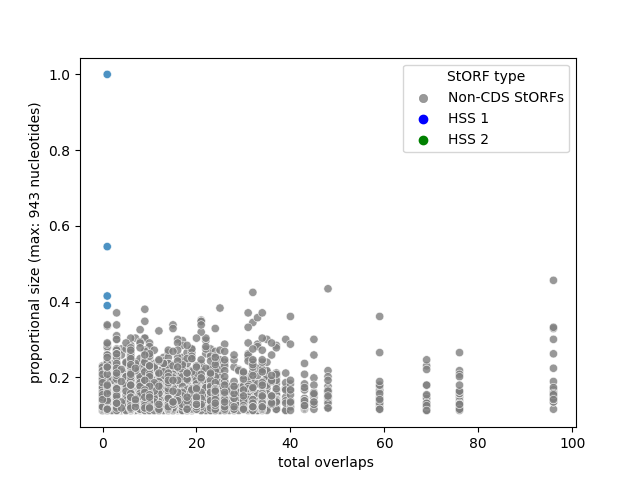 StORF type
Non-CDS StORFs
HSS 1
HSS 2
1.0
0.8
0.6
0.4
0.2
proportional size (max: 943 nucleotides)
0 20 40 60 80 100
total overlaps